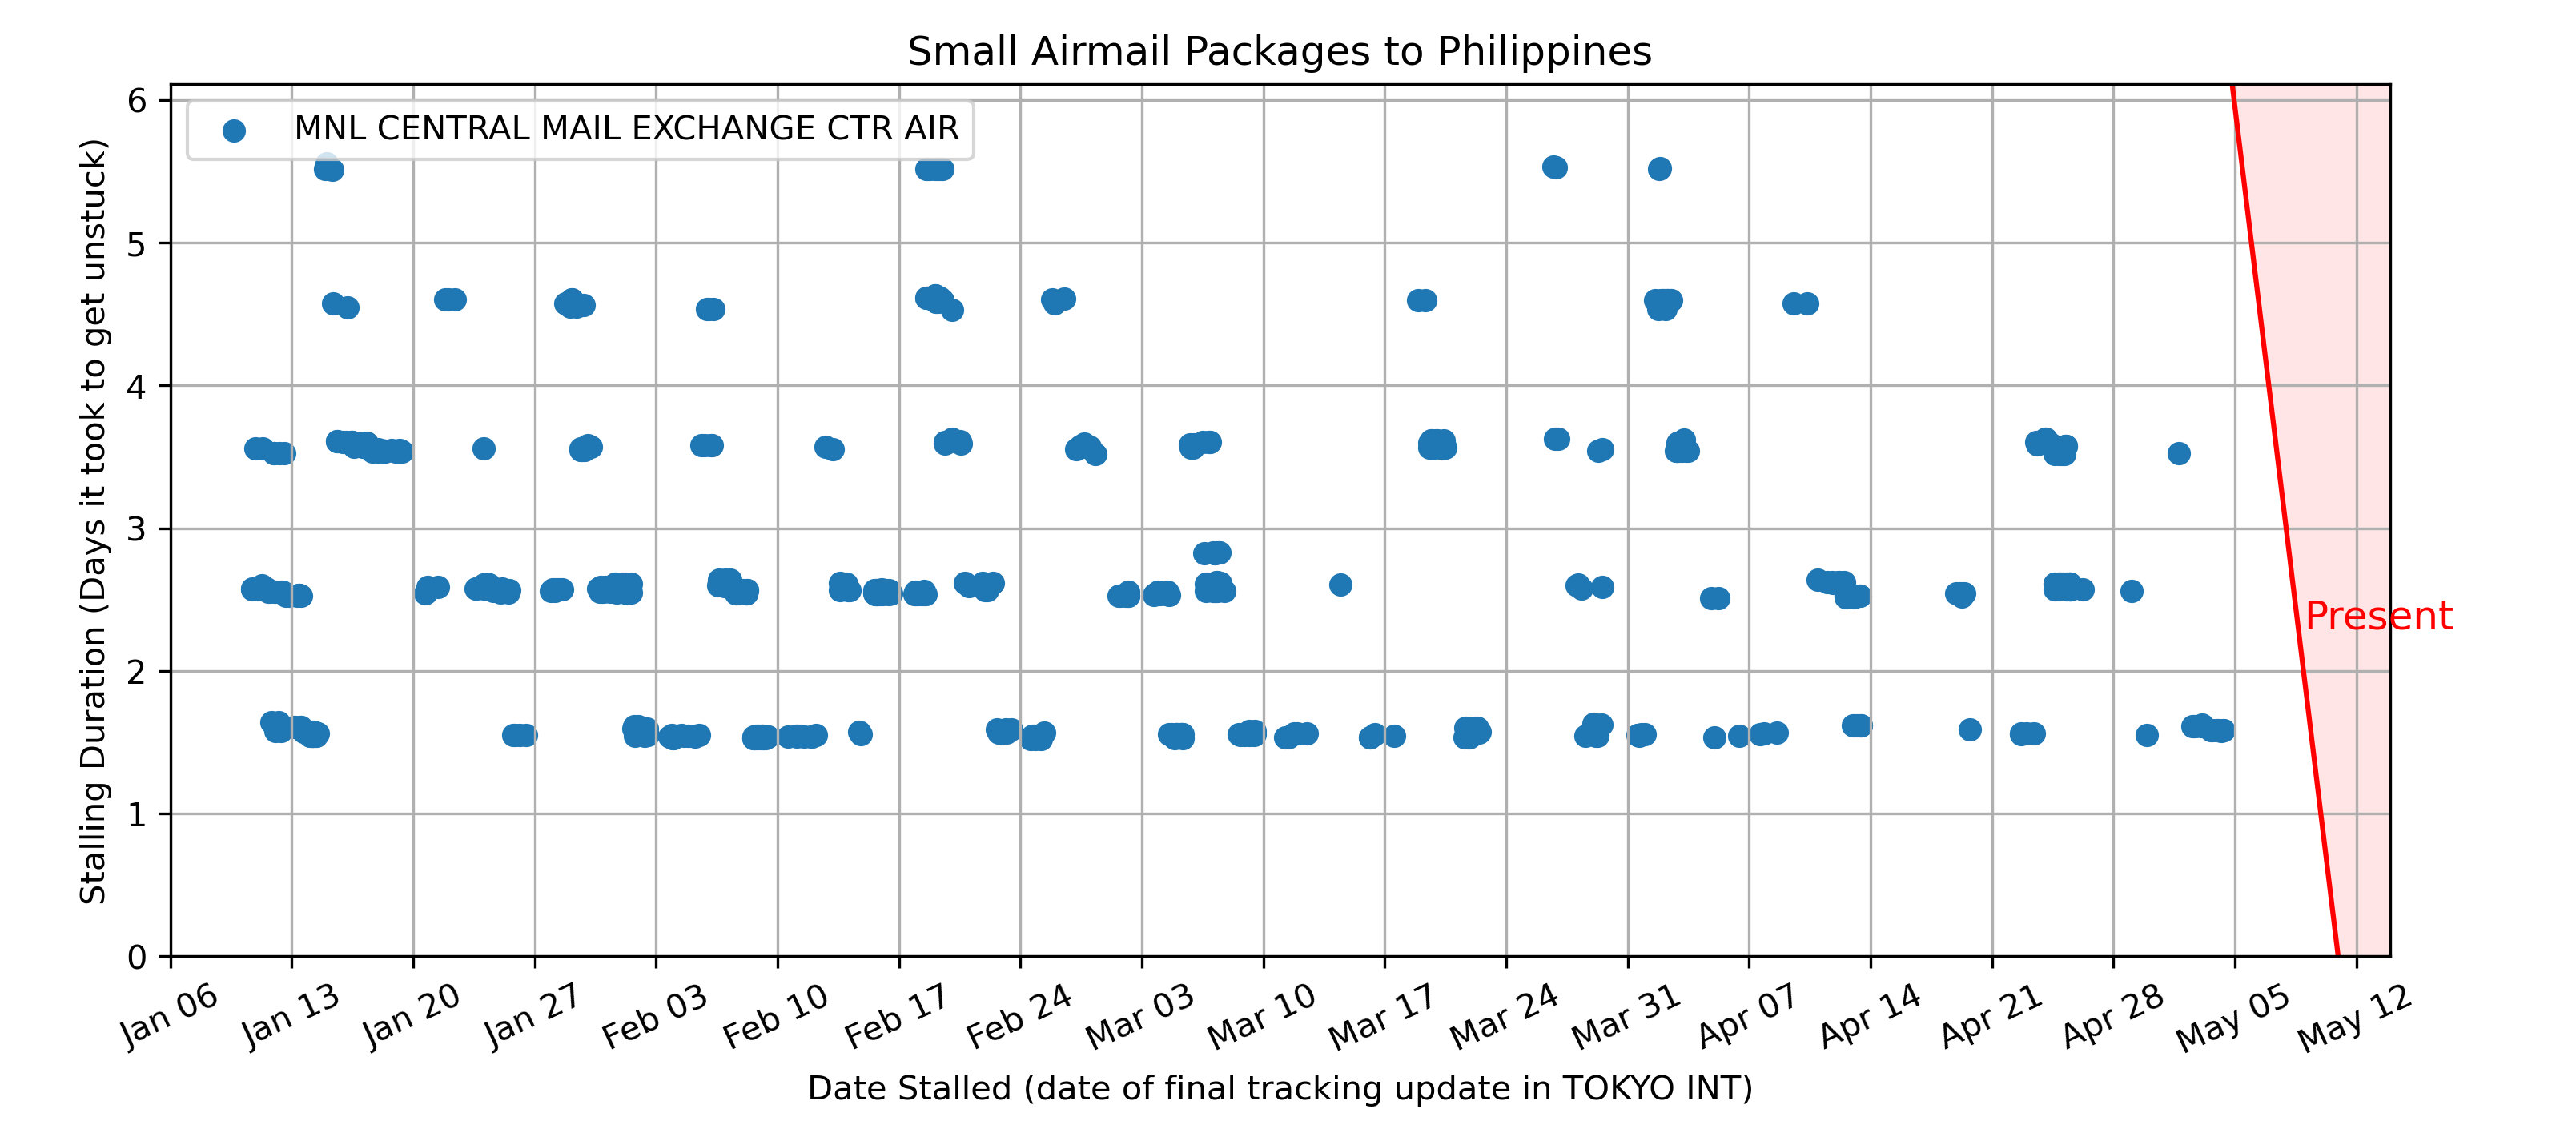 Small Airmail Packages to Philippines
MNL CENTRAL MAIL EXCHANGE CTR AIR
Stalling Duration (Days it took to get unstuck)
6
5
4
3
2
1
0
Present
Jan 06 Jan 13 Jan 20 Jan 27 Feb 03 Feb 10 Feb 17 Feb 24 Mar 03 Mar 10 Mar 17 Mar 24 Mar 31 Apr 07 Apr 14 Apr 21 Apr 28 May 05 May 12
Date Stalled (date of final tracking update in TOKYO INT)